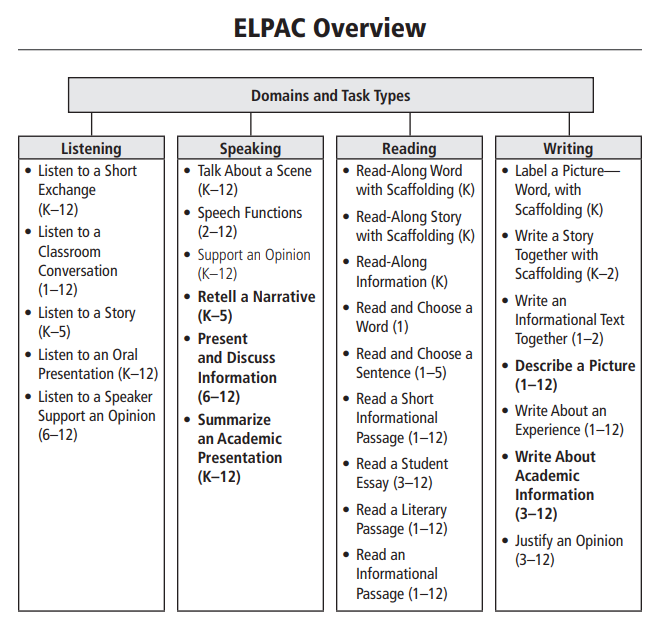 ELPAC Overview
Domains and Task Types
Listening
• Listen to a Short
Exchange
(K–12)
• Listen to a
Classroom
Conversation
(1–12)
• Listen to a Story
(K–5)
• Listen to an Oral
Presentation (K–12)
• Listen to a Speaker
Support an Opinion
(6–12)
Speaking
• Talk About a Scene
(K–12)
• Speech Functions
(2–12)
• Support an Opinion
(K–12)
• Retell a Narrative
(K–5)
• Present
and Discuss
Information
(6–12)
• Summarize
an Academic
Presentation
(K–12)
Reading
• Read-Along Word
with Scaffolding (K)
• Read-Along Story
with Scaffolding (K)
• Read-Along
Information (K)
• Read and Choose a
Word (1)
• Read and Choose a
Sentence (1–5)
• Read a Short
Informational
Passage (1–12)
• Read a Student
Essay (3–12)
• Read a Literary
Passage (1–12)
• Read an
Informational
Passage (1–12)
Writing
• Label a Picture—
Word, with
Scaffolding (K)
• Write a Story
Together with
Scaffolding (K–2)
• Write an
Informational Text
Together (1–2)
• Describe a Picture
(1–12)
• Write About an
Experience (1–12)
• Write About
Academic
Information
(3–12)
• Justify an Opinion
(3–12)